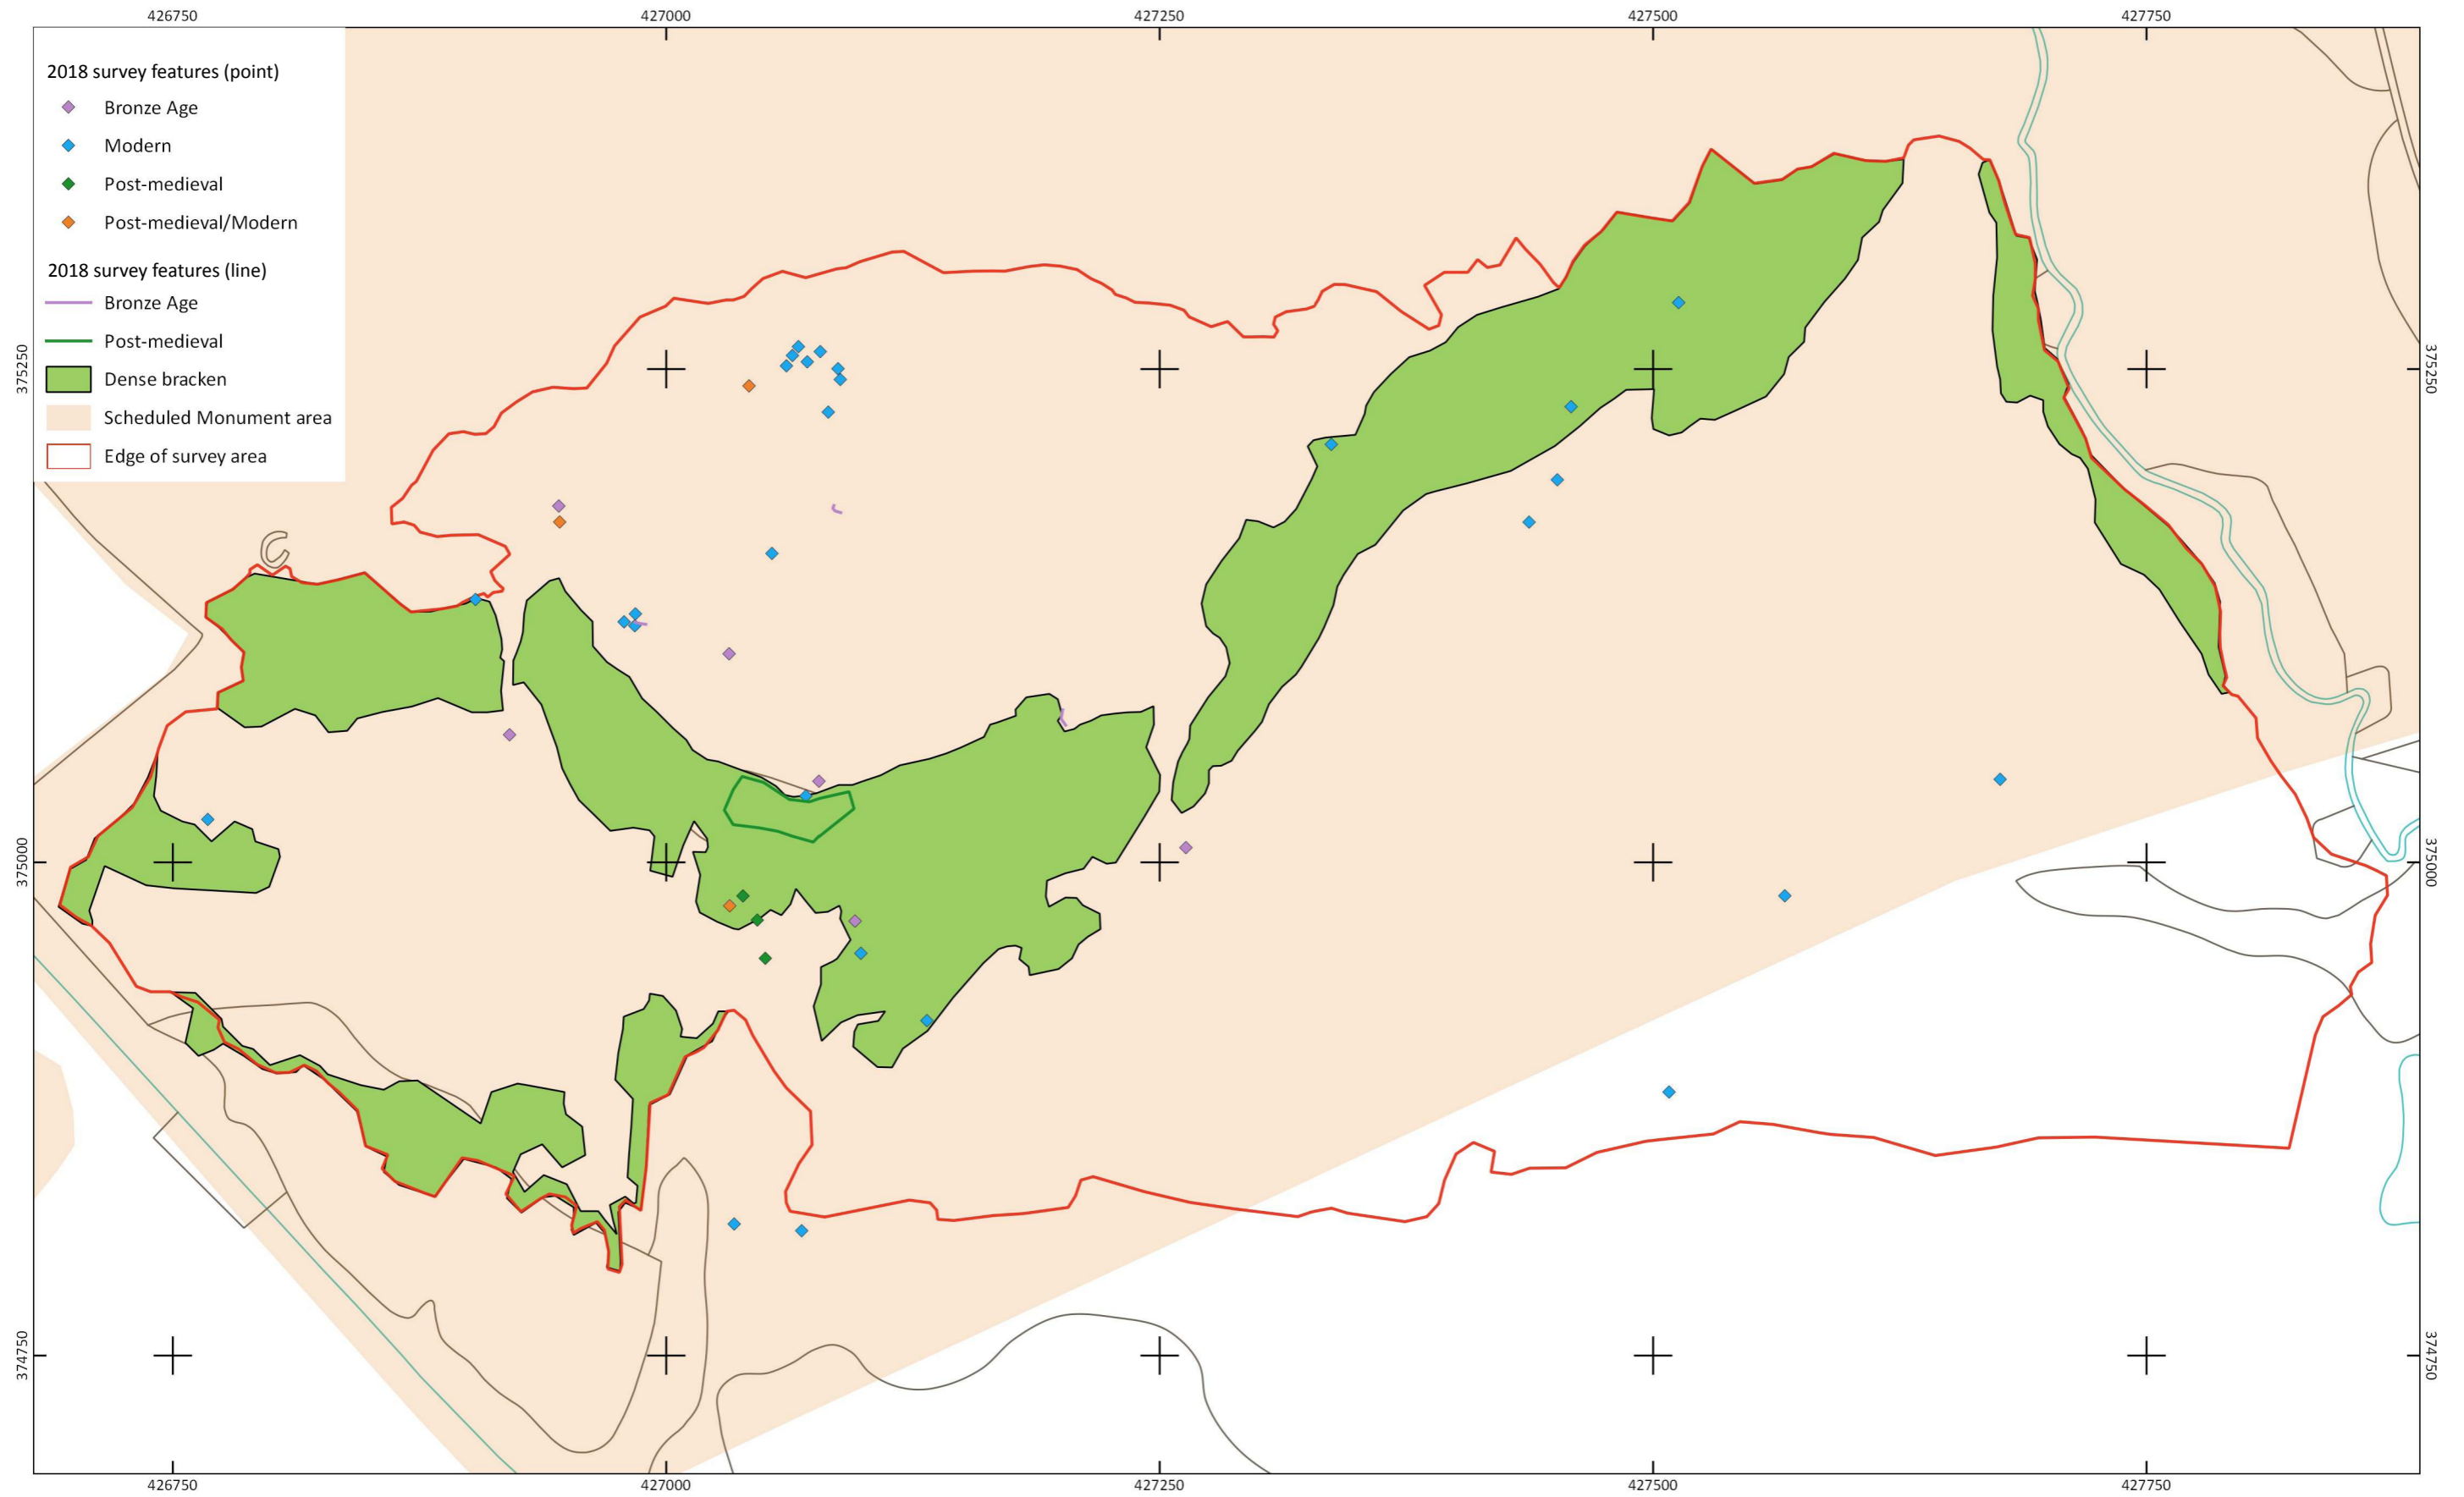 426750 427000 427250 427500 427750
2018 survey features (point)
Bronze Age
Modern
Post-medieval
Post-medieval/Modern
2018 survey features (line)
Bronze Age
Post-medieval
Dense bracken
Scheduled Monument area
Edge of survey area
375250 375250
375000 375000
374750 374750
426750 427000 427250 427500 427750